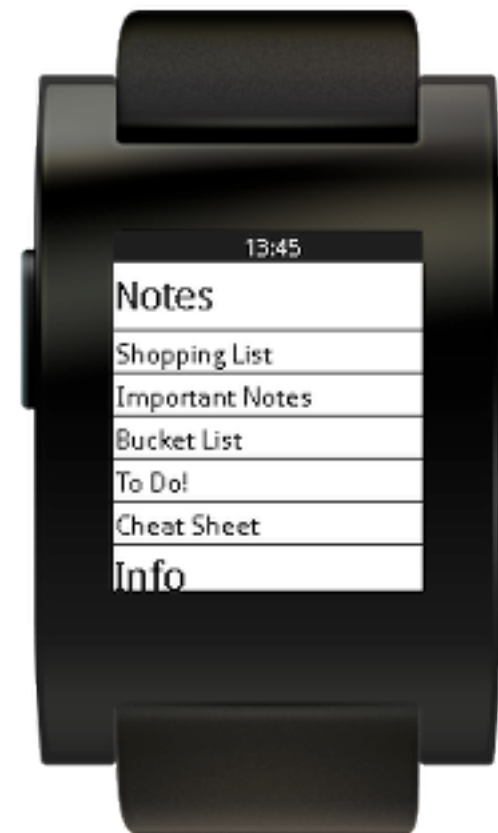 13:45
Notes
Shopping List
Important Notes
Bucket List
To Do!
Cheat Sheet
Info